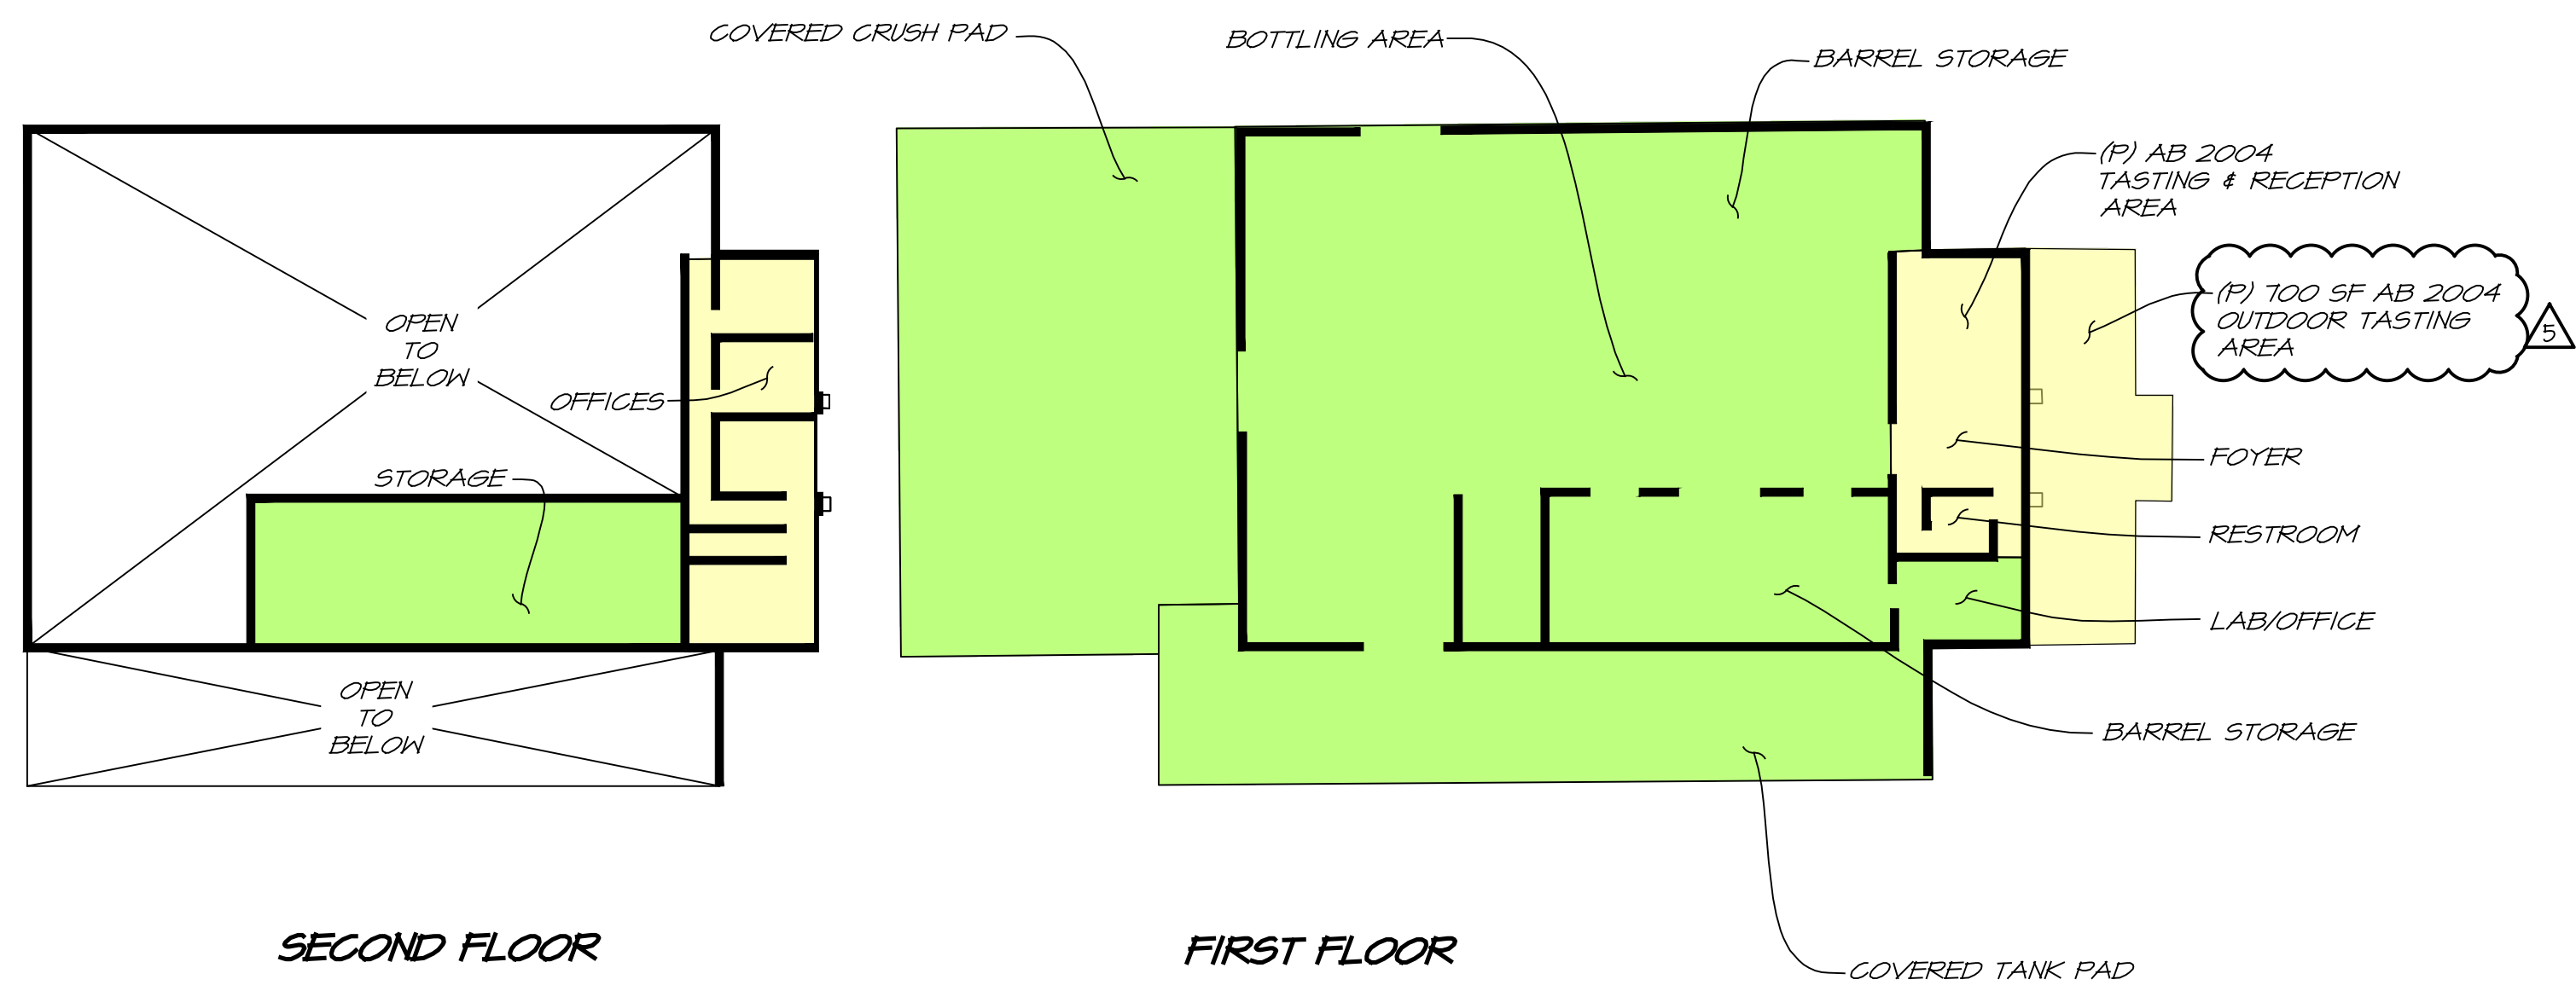 COVERED CRUSH PAD
BOTTLING AREA
BARREL STORAGE
(P) AB 2004
TASTING & RECEPTION
AREA
(P) 700 SF AB 2004
OUTDOOR TASTING
AREA
5
OPEN
TO
BELOW
OFFICES
STORAGE
FOYER
RESTROOM
LAB/OFFICE
OPEN
TO
BELOW
BARREL STORAGE
SECOND FLOOR
FIRST FLOOR
COVERED TANK PAD